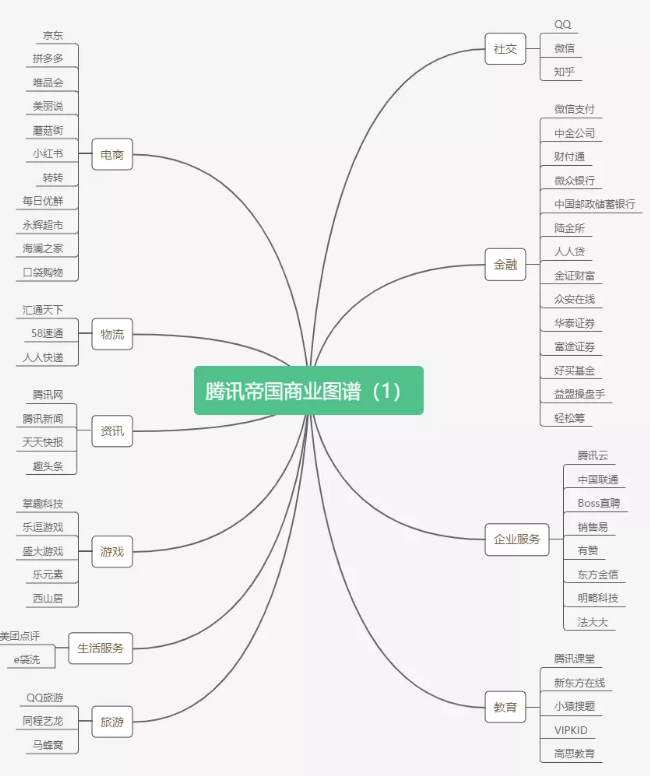 腾讯帝国商业图谱（1）
电商
京东
拼多多
唯品会
美丽说
蘑菇街
小红书
转转
每日优鲜
永辉超市
海澜之家
口袋购物
物流
汇通天下
58速通
人人快递
资讯
腾讯网
腾讯新闻
天天快报
趣头条
游戏
掌趣科技
乐逗游戏
盛大游戏
乐元素
西山居
生活服务
美团点评
e袋洗
旅游
QQ旅游
同程艺龙
马蜂窝
社交
QQ
微信
知乎
金融
微信支付
中金公司
财付通
微众银行
中国邮政储蓄银行
陆金所
人人贷
金证财富
众安在线
华泰证券
富途证券
好买基金
益盟操盘手
轻松筹
企业服务
腾讯云
中国联通
Boss直聘
销售易
有赞
东方金信
明略科技
法大大
教育
腾讯课堂
新东方在线
小猿搜题
VIPKID
高思教育